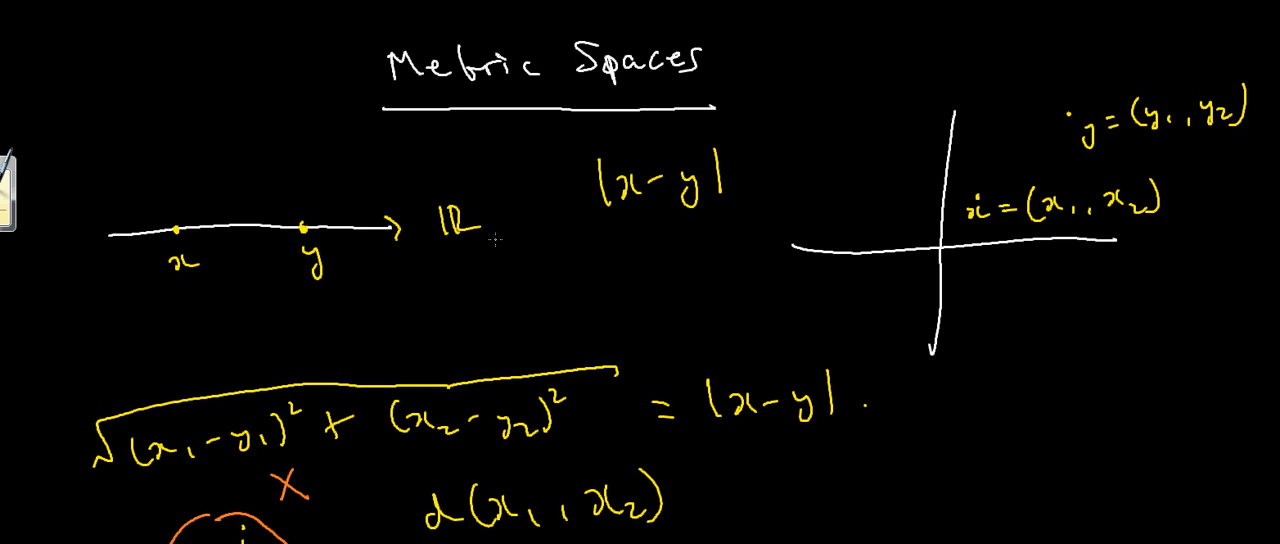 Metric Spaces
y = (y₁, y₂)
|x - y|
x = (x₁, x₂)
ℝ
x y
√(x₁ - y₁)² + (x₂ - y₂)² = |x - y|.
X
d(x₁, x₂)